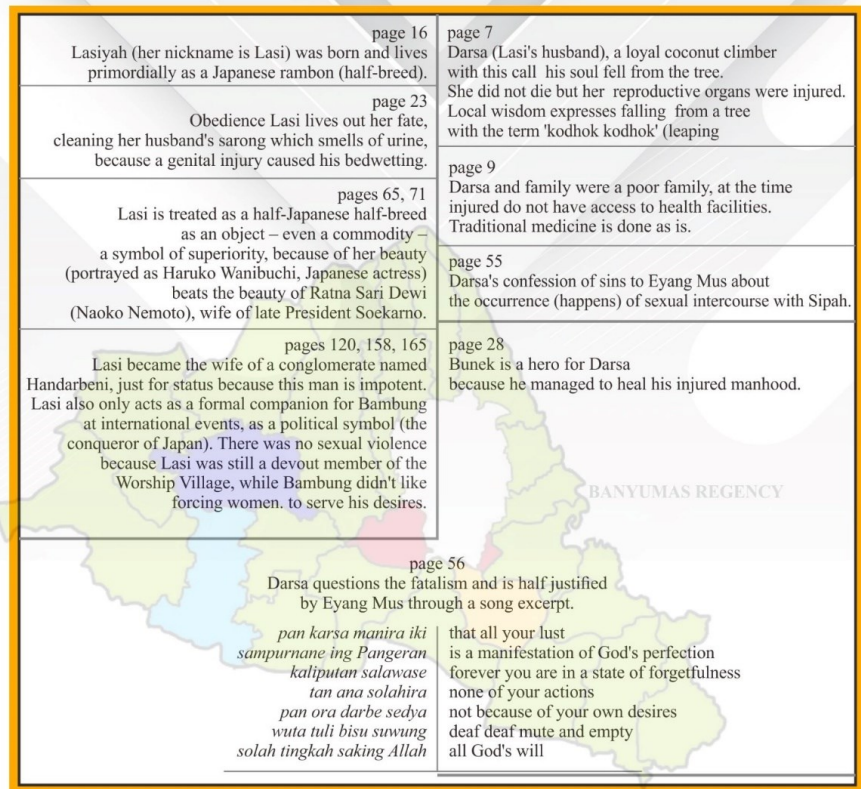 page 16
Lasiyah (her nickname is Lasi) was born and lives
primordially as a Japanese rambon (half-breed).
page 23
Obedience Lasi lives out her fate,
cleaning her husband's sarong which smells of urine,
because a genital injury caused his bedwetting.
pages 65, 71
Lasi is treated as a half-Japanese half-breed
as an object – even a commodity –
a symbol of superiority, because of her beauty
(portrayed as Haruko Wanibuchi, Japanese actress)
beats the beauty of Ratna Sari Dewi
(Naoko Nemoto), wife of late President Soekarno.
pages 120, 158, 165
Lasi became the wife of a conglomerate named
Handarbeni, just for status because this man is impotent.
Lasi also only acts as a formal companion for Bambung
at international events, as a political symbol (the
conqueror of Japan). There was no sexual violence
because Lasi was still a devout member of the
Worship Village, while Bambung didn't like
forcing women. to serve his desires.
page 7
Darsa (Lasi's husband), a loyal coconut climber
with this call his soul fell from the tree.
She did not die but her reproductive organs were injured.
Local wisdom expresses falling from a tree
with the term 'kodhok kodhok' (leaping
page 9
Darsa and family were a poor family, at the time
injured do not have access to health facilities.
Traditional medicine is done as is.
page 55
Darsa's confession of sins to Eyang Mus about
the occurrence (happens) of sexual intercourse with Sipah.
page 28
Bunek is a hero for Darsa
because he managed to heal his injured manhood.
BANYUMAS REGENCY
page 56
Darsa questions the fatalism and is half justified
by Eyang Mus through a song excerpt.
pan karsa manira iki
sampurnane ing Pangeran
kaliputan salawase
tan ana solahira
pan ora darbe sedya
wuta tuli bisu suwung
solah tingkah saking Allah
that all your lust
is a manifestation of God's perfection
forever you are in a state of forgetfulness
none of your actions
not because of your own desires
deaf deaf mute and empty
all God's will